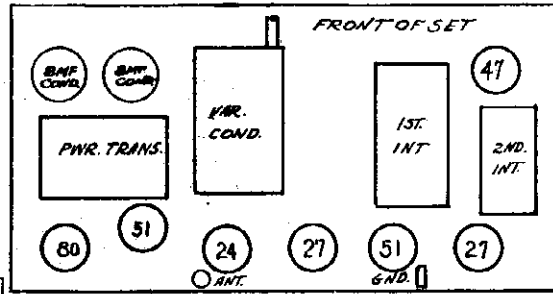 FRONT OF SET
8MF
COND.
8MF
COND.
VAR.
COND.
47
1ST.
INT
2ND.
INT.
PWR. TRANS.
80
51
24
27
51
27
ANT.
GND.